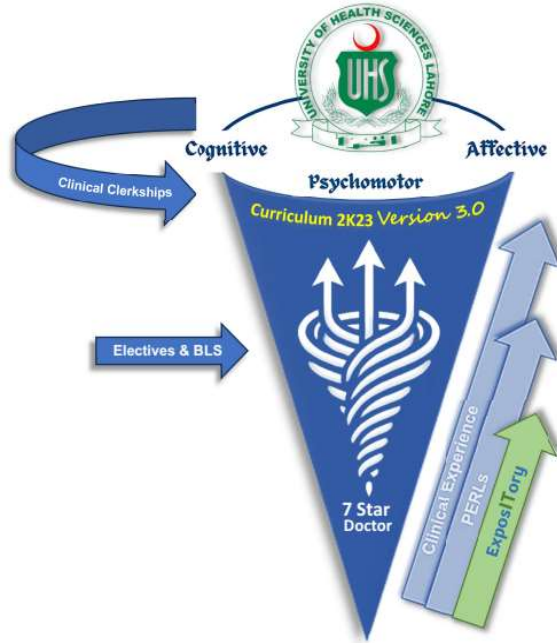 UNIVERSITY OF HEALTH SCIENCES LAHORE
UHS
اقرأ
Cognitive
Affective
Psychomotor
Clinical Clerkships
Curriculum 2K23 Version 3.0
Electives & BLS
7 Star
Doctor
Clinical Experience
PERLs
ExposITory